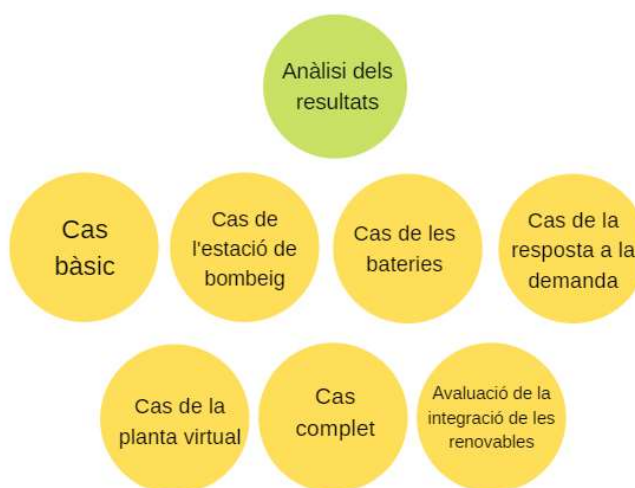 Anàlisi dels
resultats
Cas
bàsic
Cas de
l'estació de
bombeig
Cas de les
bateries
Cas de la
resposta a la
demanda
Cas de la
planta virtual
Cas
complet
Avaluació de la
integració de les
renovables